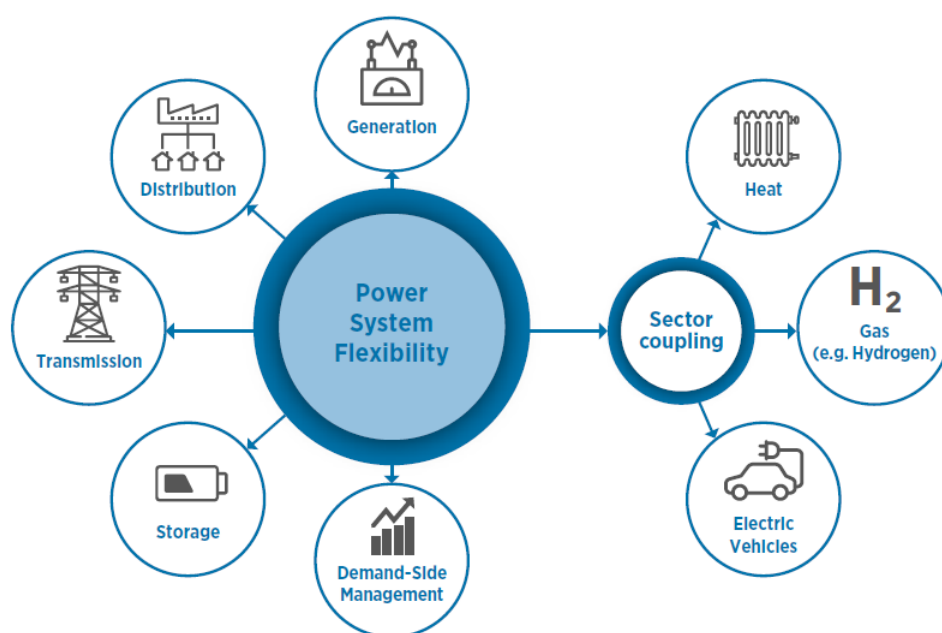 Generation
Distribution
Heat
Transmission
Power
System
Flexibility
Sector
coupling
H₂
Gas
(e.g. Hydrogen)
Storage
Demand-Side
Management
Electric
Vehicles